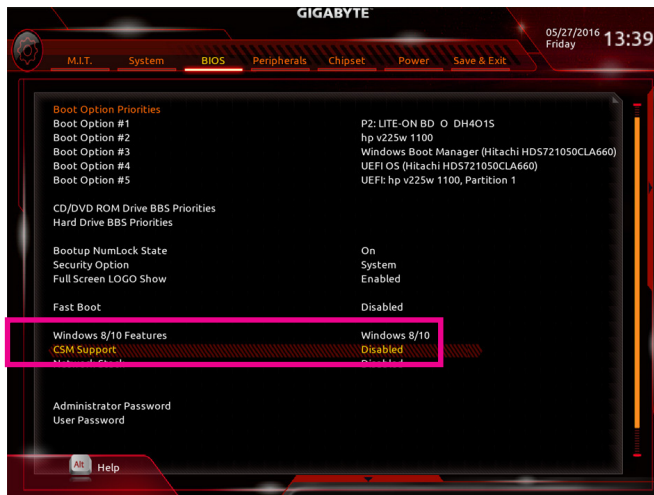 GIGABYTE™
05/27/2016 13:39
Friday
M.I.T. System BIOS Peripherals Chipset Power Save & Exit
Boot Option Priorities
Boot Option #1 P2: LITE-ON BD O DH4O1S
Boot Option #2 hp v225w 1100
Boot Option #3 Windows Boot Manager (Hitachi HDS721050CLA660)
Boot Option #4 UEFI OS (Hitachi HDS721050CLA660)
Boot Option #5 UEFI: hp v225w 1100, Partition 1
CD/DVD ROM Drive BBS Priorities
Hard Drive BBS Priorities
Bootup NumLock State On
Security Option System
Full Screen LOGO Show Enabled
Fast Boot Disabled
Windows 8/10 Features Windows 8/10
CSM Support Disabled
Network Stack Disabled
Administrator Password
User Password
Alt Help